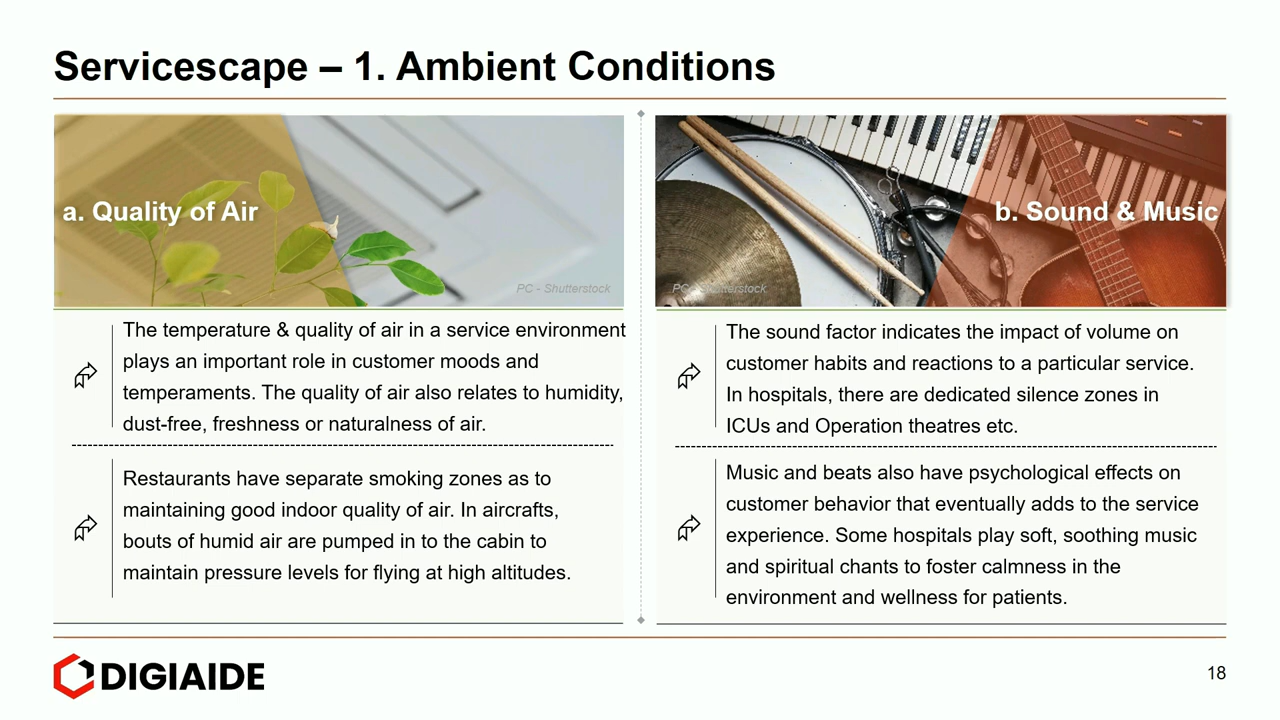 Servicescape – 1. Ambient Conditions
a. Quality of Air
PC - Shutterstock
The temperature & quality of air in a service environment
plays an important role in customer moods and
temperaments. The quality of air also relates to humidity,
dust-free, freshness or naturalness of air.
Restaurants have separate smoking zones as to
maintaining good indoor quality of air. In aircrafts,
bouts of humid air are pumped in to the cabin to
maintain pressure levels for flying at high altitudes.
b. Sound & Music
PC - Shutterstock
The sound factor indicates the impact of volume on
customer habits and reactions to a particular service.
In hospitals, there are dedicated silence zones in
ICUs and Operation theatres etc.
Music and beats also have psychological effects on
customer behavior that eventually adds to the service
experience. Some hospitals play soft, soothing music
and spiritual chants to foster calmness in the
environment and wellness for patients.
DIGIAIDE
18